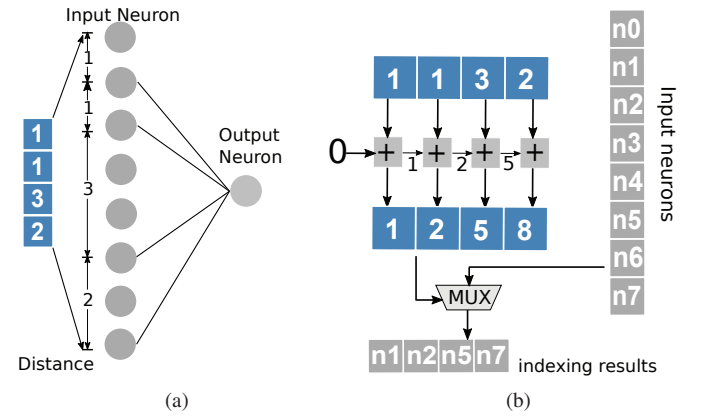 Input Neuron
1
1
3
2
1
1
3
2
Output
Neuron
Distance
(a)
1 1 3 2
0 + 1 + 2 + 5 +
1 2 5 8
MUX
n1 n2 n5 n7
indexing results
n0
n1
n2
n3
n4
n5
n6
n7
Input neurons
(b)